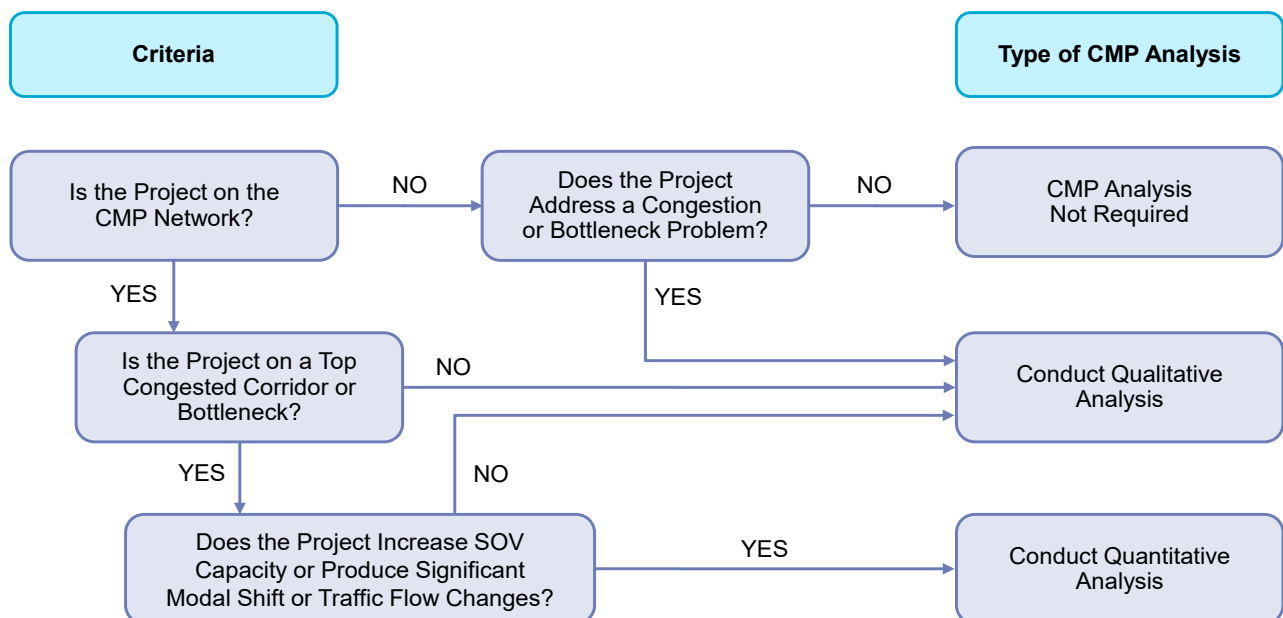 Criteria
Type of CMP Analysis
Is the Project on the
CMP Network?
NO
Does the Project
Address a Congestion
or Bottleneck Problem?
NO
CMP Analysis
Not Required
YES
YES
Is the Project on a Top
Congested Corridor or
Bottleneck?
NO
Conduct Qualitative
Analysis
YES
NO
Does the Project Increase SOV
Capacity or Produce Significant
Modal Shift or Traffic Flow Changes?
YES
Conduct Quantitative
Analysis